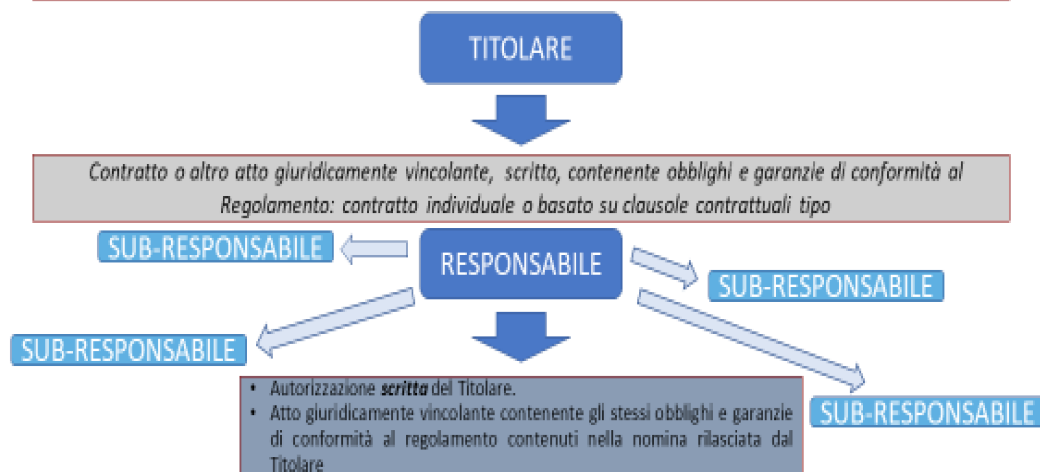 TITOLARE
Contratto o altro atto giuridicamente vincolante, scritto, contenente obblighi e garanzie di conformità al
Regolamento: contratto individuale o basato su clausole contrattuali tipo
SUB-RESPONSABILE
RESPONSABILE
SUB-RESPONSABILE
SUB-RESPONSABILE
• Autorizzazione scritta del Titolare.
• Atto giuridicamente vincolante contenente gli stessi obblighi e garanzie
di conformità al regolamento contenuti nella nomina rilasciata dal
Titolare
SUB-RESPONSABILE